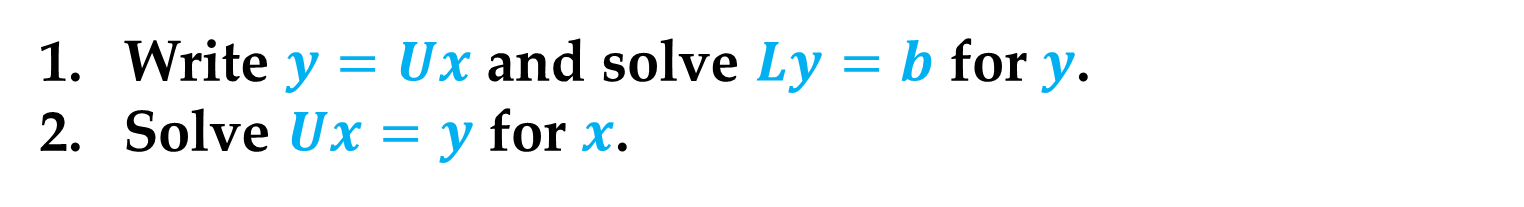 1. Write y = Ux and solve Ly = b for y.
2. Solve Ux = y for x.